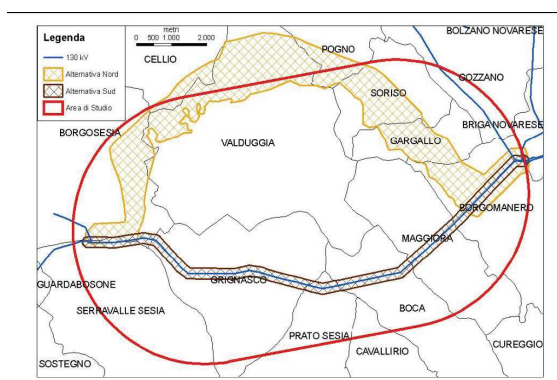 Legenda
130 kV
Alternativa Nord
Alternativa Sud
Area di Studio
metri
0 500 1.000 2.000
CELLIO
POGNO
BOLZANO NOVARESE
GOZZANO
SORISO
BORGOSESIA
VALDUGGIA
GARGALLO
BRIGA NOVARESE
BORGOMANERO
MAGGIORA
GUARDABOSONE
GRIGNASCO
SERRAVALLE SESIA
BOCA
PRATO SESIA
CUREGGIO
CAVALLIRIO
SOSTEGNO